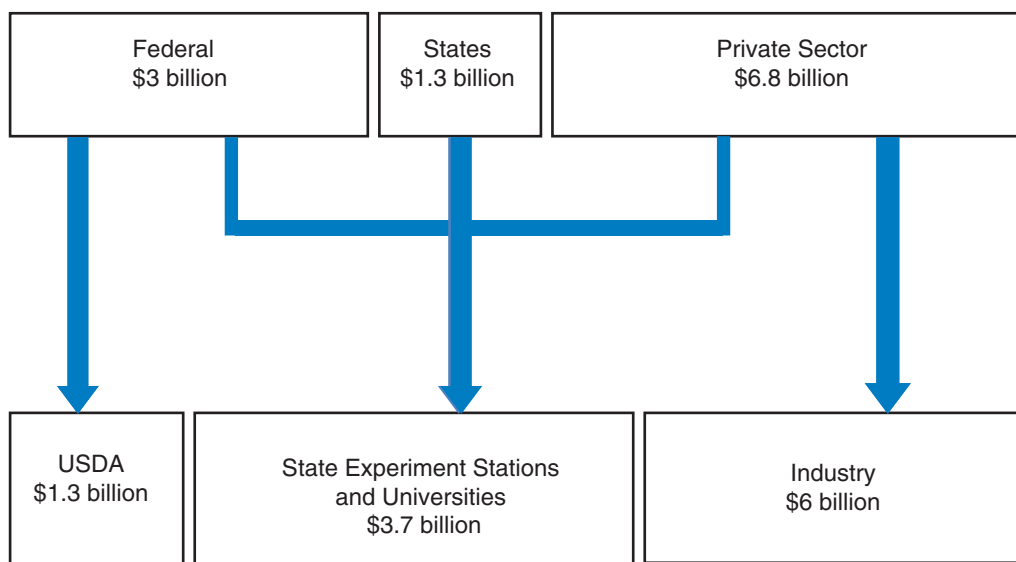 Federal
$3 billion
States
$1.3 billion
Private Sector
$6.8 billion
USDA
$1.3 billion
State Experiment Stations
and Universities
$3.7 billion
Industry
$6 billion